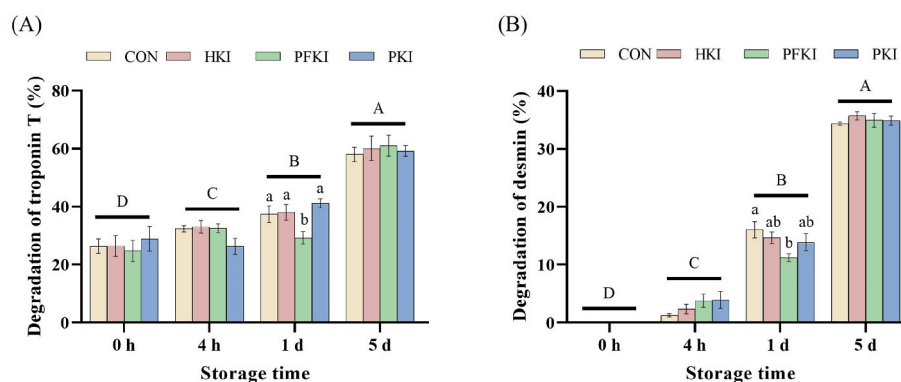 (A)
CON HKI PFKI PKI
Degradation of troponin T (%)
80
60
40
20
0
D
C
B
A
a a b a
0 h 4 h 1 d 5 d
Storage time
(B)
CON HKI PFKI PKI
Degradation of desmin (%)
40
30
20
10
0
D
C
B
A
a ab b ab
0 h 4 h 1 d 5 d
Storage time